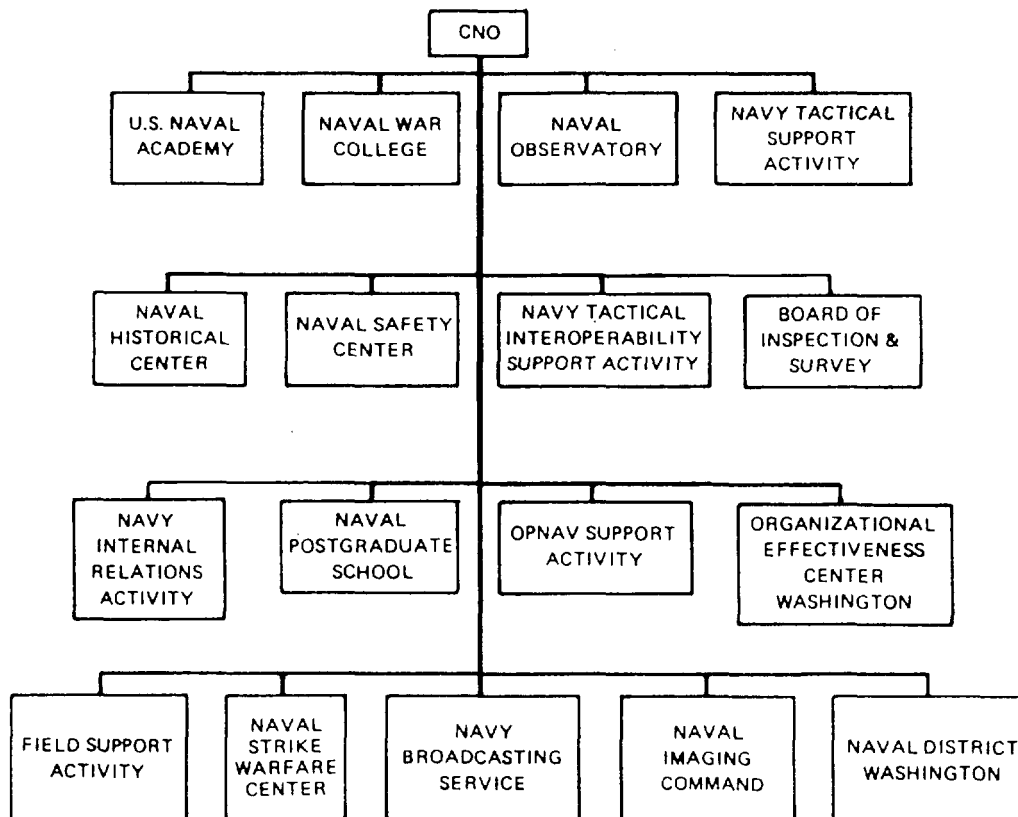 CNO
U.S. NAVAL
ACADEMY
NAVAL WAR
COLLEGE
NAVAL
OBSERVATORY
NAVY TACTICAL
SUPPORT
ACTIVITY
NAVAL
HISTORICAL
CENTER
NAVAL SAFETY
CENTER
NAVY TACTICAL
INTEROPERABILITY
SUPPORT ACTIVITY
BOARD OF
INSPECTION &
SURVEY
NAVY
INTERNAL
RELATIONS
ACTIVITY
NAVAL
POSTGRADUATE
SCHOOL
OPNAV SUPPORT
ACTIVITY
ORGANIZATIONAL
EFFECTIVENESS
CENTER
WASHINGTON
FIELD SUPPORT
ACTIVITY
NAVAL
STRIKE
WARFARE
CENTER
NAVY
BROADCASTING
SERVICE
NAVAL
IMAGING
COMMAND
NAVAL DISTRICT
WASHINGTON